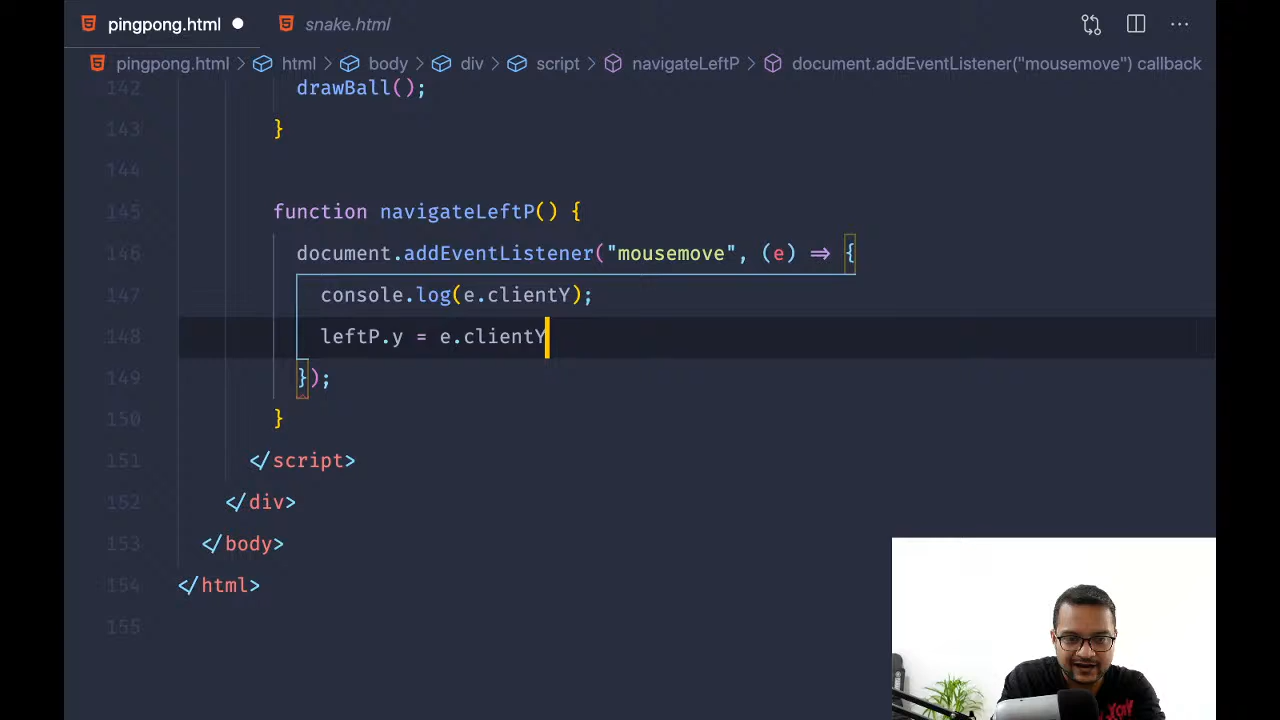 pingpong.html
snake.html
pingpong.html > html > body > div > script > navigateLeftP > document.addEventListener("mousemove") callback
142 drawBall();
143 }
144
145 function navigateLeftP() {
146 document.addEventListener("mousemove", (e) => {
147 console.log(e.clientY);
148 leftP.y = e.clientY
149 });
150 }
151 </script>
152 </div>
153 </body>
154 </html>
155